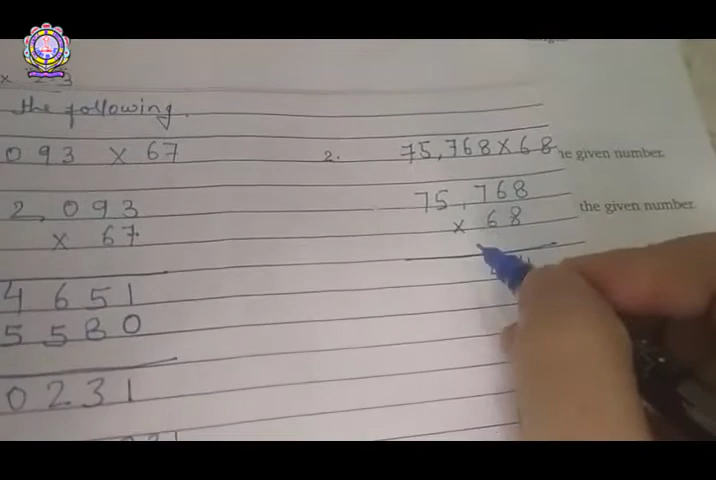 the following.
093 × 67
2,093
× 67
4651
5580
0231
2. 75,768×68
75,768
× 68
the given number.
the given number.